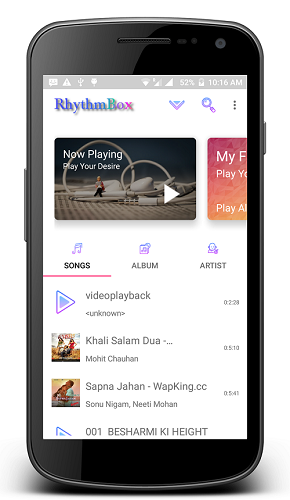 52% 10:16 AM
RhythmBox
Now Playing
Play Your Desire
My F
Play Yo
Play Al
SONGS
ALBUM
ARTIST
videoplayback
<unknown>
0:2:28
Khali Salam Dua -...
Mohit Chauhan
0:5:10
Sapna Jahan - WapKing.cc
Sonu Nigam, Neeti Mohan
0:5:41
001_BESHARMI KI HEIGHT